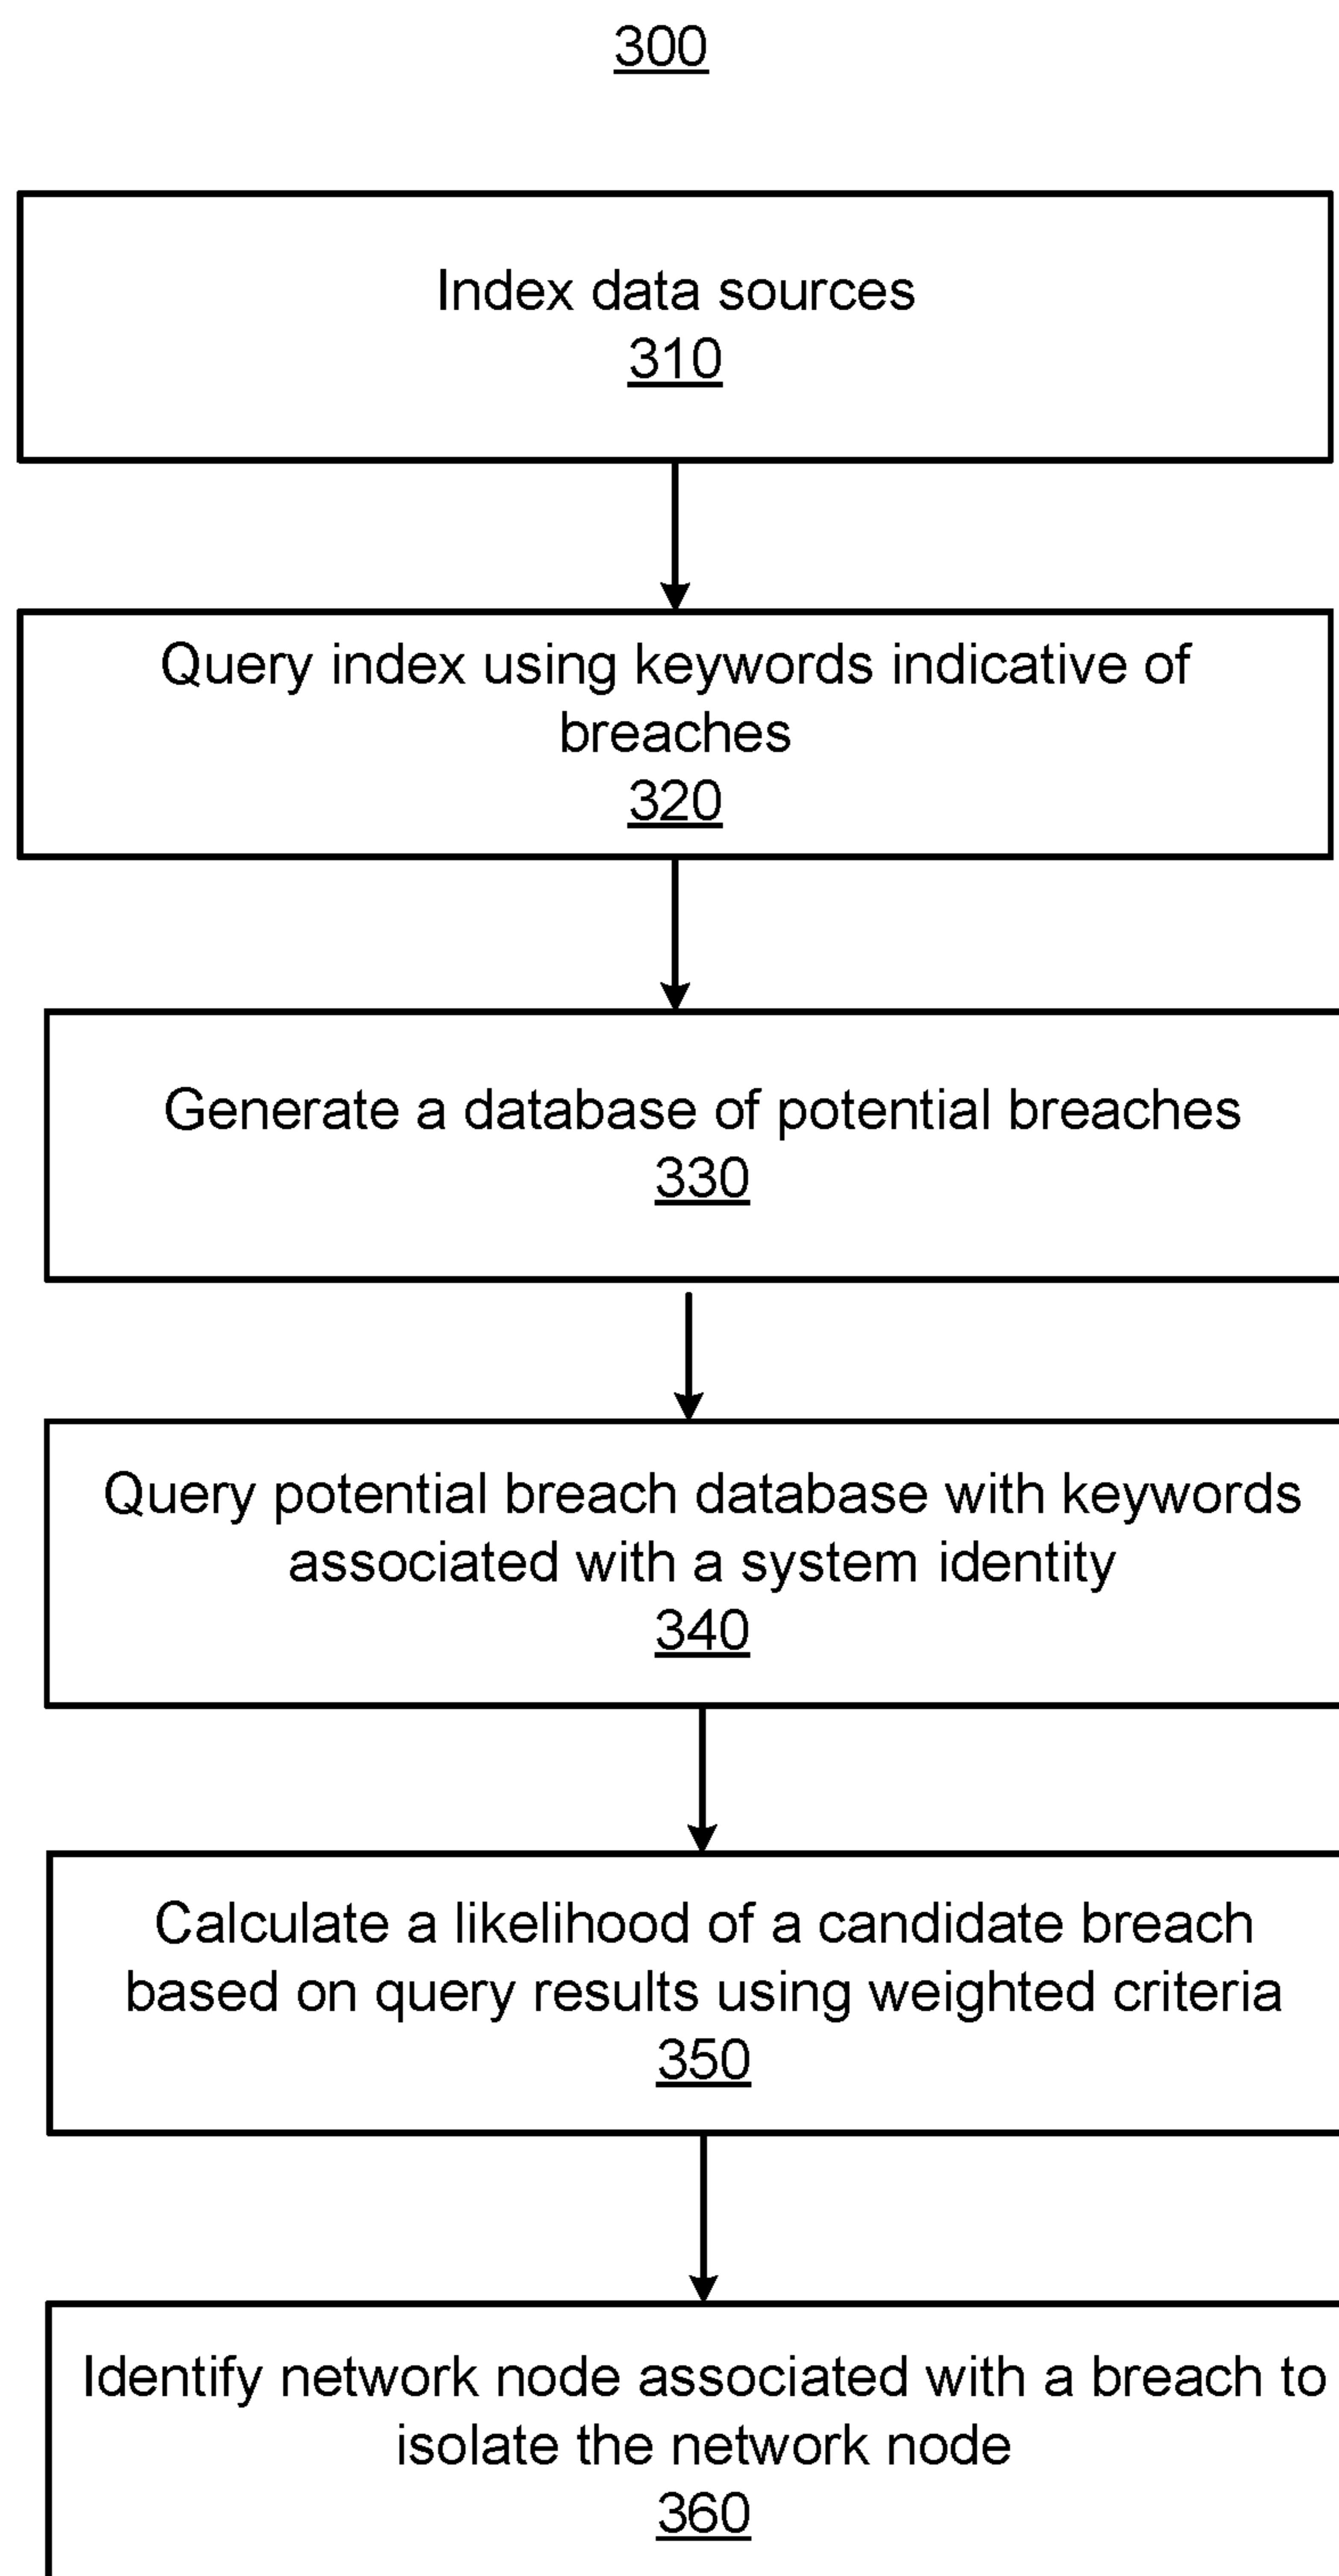 300
Index data sources
310
Query index using keywords indicative of
breaches
320
Generate a database of potential breaches
330
Query potential breach database with keywords
associated with a system identity
340
Calculate a likelihood of a candidate breach
based on query results using weighted criteria
350
Identify network node associated with a breach to
isolate the network node
360